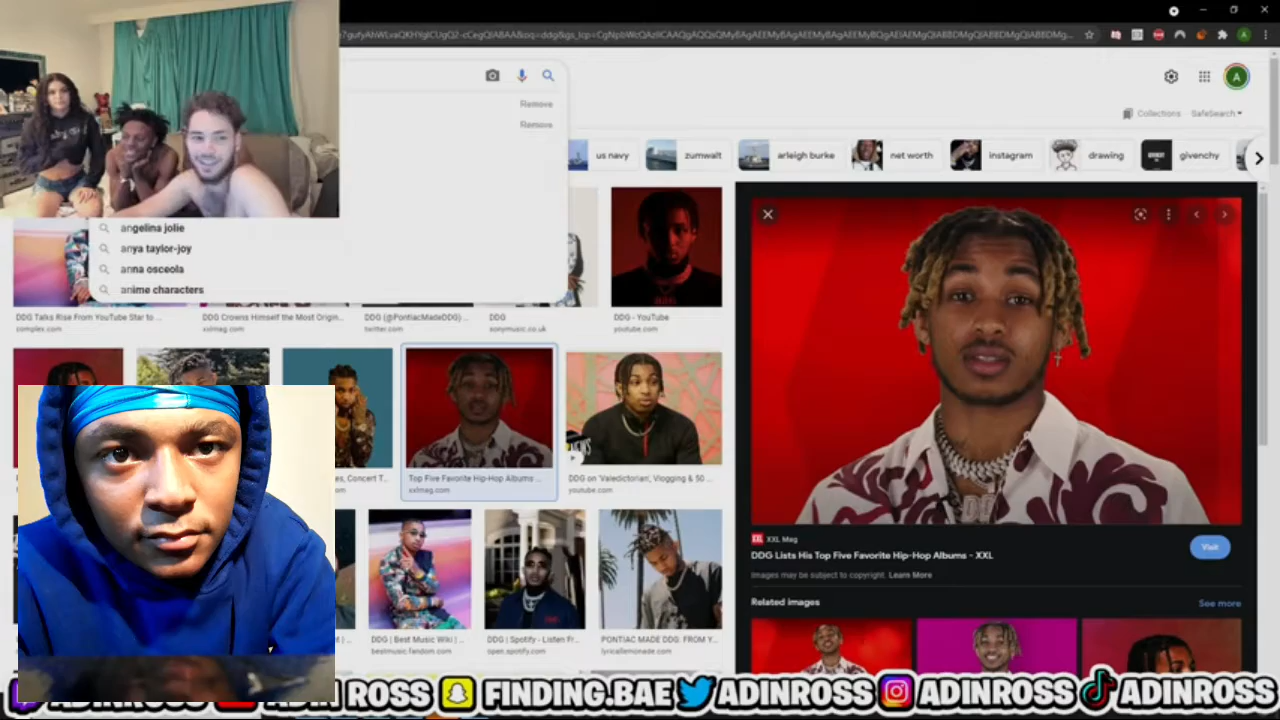 Remove
Remove
Collections SafeSearch
us navy zumwalt arleigh burke net worth instagram drawing givenchy
angelina jolie
anya taylor-joy
anna osceola
anime characters
DDG Talks Rise From YouTube Star to ...
complex.com
DDG Crowns Himself the Most Origin...
xxlmag.com
DDG (@PontiacMadeDDG) ...
twitter.com
DDG
sonymusic.co.uk
DDG - YouTube
youtube.com
es, Concert T...
om
Top Five Favorite Hip-Hop Albums ...
xxlmag.com
DDG on 'Valedictorian', Vlogging & 50 ...
youtube.com
XXL XXL Mag
DDG Lists His Top Five Favorite Hip-Hop Albums - XXL
Visit
Images may be subject to copyright. Learn More
Related images See more
DDG | Best Music Wiki | ...
bestmusic.fandom.com
DDG | Spotify - Listen Fr...
open.spotify.com
PONTIAC MADE DDG: FROM Y...
lyricallemonade.com
ADINROSS ADIN ROSS FINDING.BAE ADINROSS ADINROSS ADINROSS